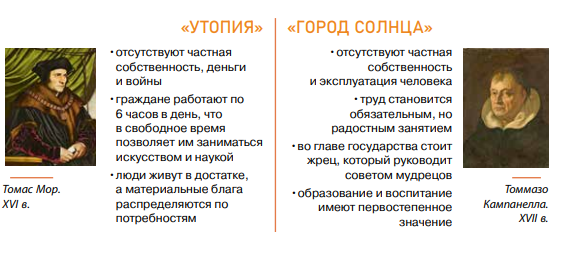 «УТОПИЯ»
• отсутствуют частная
собственность, деньги
и войны
• граждане работают по
6 часов в день, что
в свободное время
позволяет им заниматься
искусством и наукой
• люди живут в достатке,
а материальные блага
распределяются по
потребностям
Томас Мор.
XVI в.
«ГОРОД СОЛНЦА»
• отсутствуют частная
собственность
и эксплуатация человека
• труд становится
обязательным, но
радостным занятием
• во главе государства стоит
жрец, который руководит
советом мудрецов
• образование и воспитание
имеют первостепенное
значение
Томмазо
Кампанелла.
XVII в.